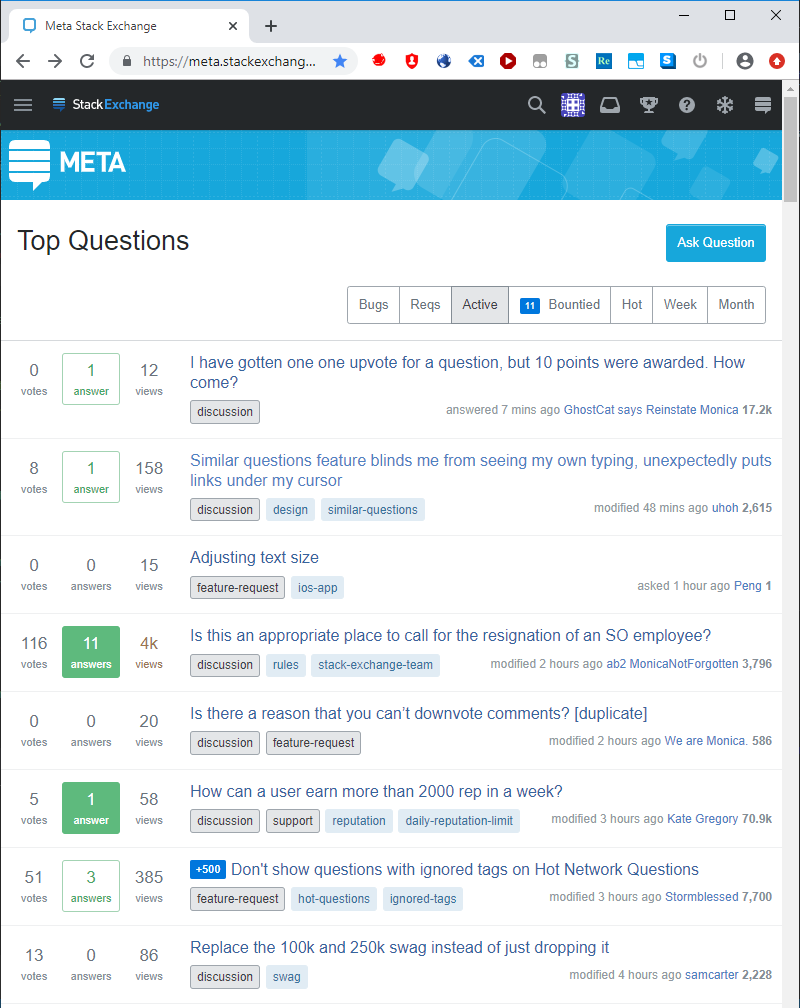 Meta Stack Exchange
https://meta.stackexchang...
Re
S
StackExchange
META
Top Questions
Ask Question
Bugs Reqs Active 11 Bountied Hot Week Month
0 1 12 I have gotten one one upvote for a question, but 10 points were awarded. How
votes answer views come?
discussion answered 7 mins ago GhostCat says Reinstate Monica 17.2k
8 1 158 Similar questions feature blinds me from seeing my own typing, unexpectedly puts
votes answer views links under my cursor
discussion design similar-questions modified 48 mins ago uhoh 2,615
0 0 15 Adjusting text size
votes answers views feature-request ios-app asked 1 hour ago Peng 1
116 11 4k Is this an appropriate place to call for the resignation of an SO employee?
votes answers views discussion rules stack-exchange-team modified 2 hours ago ab2 MonicaNotForgotten 3,796
0 0 20 Is there a reason that you can’t downvote comments? [duplicate]
votes answers views discussion feature-request modified 2 hours ago We are Monica. 586
5 1 58 How can a user earn more than 2000 rep in a week?
votes answer views discussion support reputation daily-reputation-limit modified 3 hours ago Kate Gregory 70.9k
51 3 385 +500 Don't show questions with ignored tags on Hot Network Questions
votes answers views feature-request hot-questions ignored-tags modified 3 hours ago Stormblessed 7,700
13 0 86 Replace the 100k and 250k swag instead of just dropping it
votes answers views discussion swag modified 4 hours ago samcarter 2,228